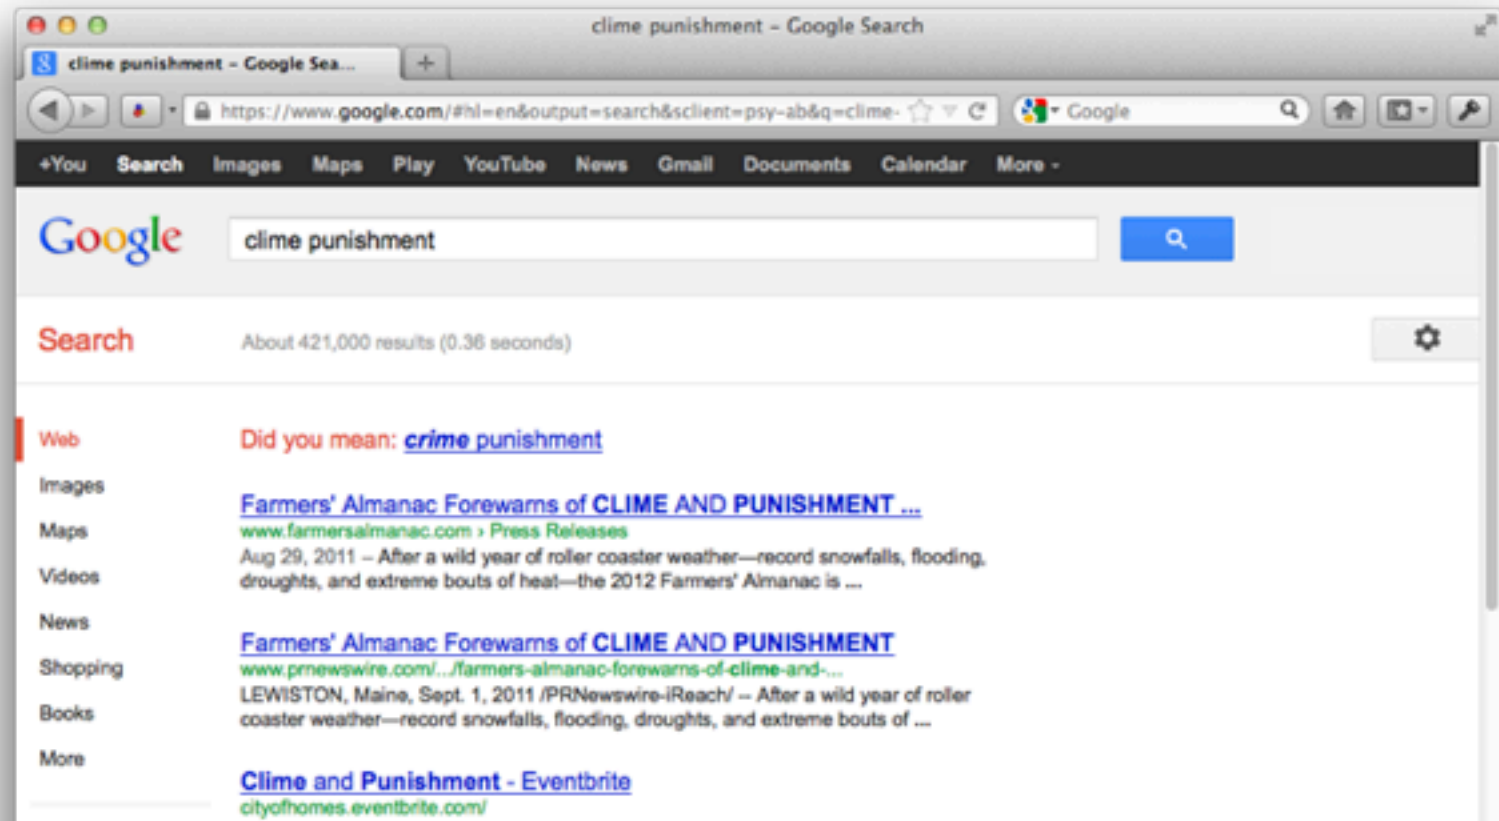 clime punishment – Google Search
clime punishment – Google Sea...
https://www.google.com/#hl=en&output=search&sclient=psy-ab&q=clime-
Google
+You Search Images Maps Play YouTube News Gmail Documents Calendar More
Google
clime punishment
Search
About 421,000 results (0.36 seconds)
Web
Images
Maps
Videos
News
Shopping
Books
More
Did you mean: crime punishment
Farmers' Almanac Forewarns of CLIME AND PUNISHMENT ...
www.farmersalmanac.com › Press Releases
Aug 29, 2011 – After a wild year of roller coaster weather—record snowfalls, flooding,
droughts, and extreme bouts of heat—the 2012 Farmers' Almanac is ...
Farmers' Almanac Forewarns of CLIME AND PUNISHMENT
www.prnewswire.com/.../farmers-almanac-forewarns-of-clime-and-...
LEWISTON, Maine, Sept. 1, 2011 /PRNewswire-iReach/ -- After a wild year of roller
coaster weather—record snowfalls, flooding, droughts, and extreme bouts of ...
Clime and Punishment - Eventbrite
cityofhomes.eventbrite.com/